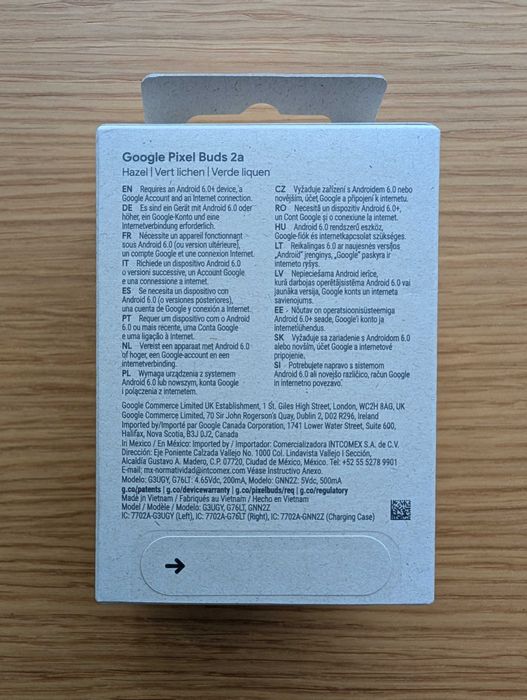 Google Pixel Buds 2a
Hazel | Vert lichen | Verde liquen
EN Requires an Android 6.0+ device, a
Google Account and an Internet connection.
DE Es sind ein Gerät mit Android 6.0 oder
höher, ein Google-Konto und eine
Internetverbindung erforderlich.
FR Nécessite un appareil fonctionnant
sous Android 6.0 (ou version ultérieure),
un compte Google et une connexion Internet.
IT Richiede un dispositivo Android 6.0
o versioni successive, un Account Google
e una connessione a internet.
ES Se necesita un dispositivo con
Android 6.0 (o versiones posteriores),
una cuenta de Google y conexión a Internet.
PT Requer um dispositivo com o Android
6.0 ou mais recente, uma Conta Google
e uma ligação à Internet.
NL Vereist een apparaat met Android 6.0
of hoger, een Google-account en een
internetverbinding.
PL Wymaga urządzenia z systemem
Android 6.0 lub nowszym, konta Google
i połączenia z internetem.
CZ Vyžaduje zařízení s Androidem 6.0 nebo
novějším, účet Google a připojení k internetu.
RO Necesită un dispozitiv Android 6.0+,
un Cont Google și o conexiune la internet.
HU Android 6.0 rendszerű eszköz,
Google-fiók és internetkapcsolat szükséges.
LT Reikalingas 6.0 ar naujesnės versijos
„Android" įrenginys, „Google" paskyra ir
interneto ryšys.
LV Nepieciešama Android ierīce,
kurā darbojas operētājsistēma Android 6.0 vai
jaunāka versija, Google konts un interneta
savienojums.
EE Nõutav on operatsioonisüsteemiga
Android 6.0+ seade, Google'i konto ja
internetiühendus.
SK Vyžaduje sa zariadenie s Androidom 6.0
alebo novším, účet Google a internetové
pripojenie.
SI Potrebujete napravo s sistemom
Android 6.0 ali novejšo različico, račun Google
in internetno povezavo.
Google Commerce Limited UK Establishment, 1 St. Giles High Street, London, WC2H 8AG, UK
Google Commerce Limited, 70 Sir John Rogerson's Quay, Dublin 2, D02 R296, Ireland
Imported by/Importé par Google Canada Corporation, 1741 Lower Water Street, Suite 600,
Halifax, Nova Scotia, B3J 0J2, Canada
In Mexico / En México: Imported by / Importador: Comercializadora INTCOMEX S.A. de C.V.
Dirección: Eje Poniente Calzada Vallejo No. 1000 Col. Lindavista Vallejo I Sección,
Alcaldía Gustavo A. Madero, C.P. 07720, Ciudad de México, México. Tel: +52 55 5278 9901
E-mail: mx-normatividad@intcomex.com Véase Instructivo Anexo.
Modelo: G3UGY, G76LT: 4.65Vdc, 200mA. Modelo: GNN2Z: 5Vdc, 500mA
g.co/patents | g.co/devicewarranty | g.co/pixelbuds/req | g.co/regulatory
Made in Vietnam / Fabriqués au Vietnam / Hecho en Vietnam
Model / Modèle / Modelo: G3UGY, G76LT, GNN2Z
IC: 7702A-G3UGY (Left), IC: 7702A-G76LT (Right), IC: 7702A-GNN2Z (Charging Case)